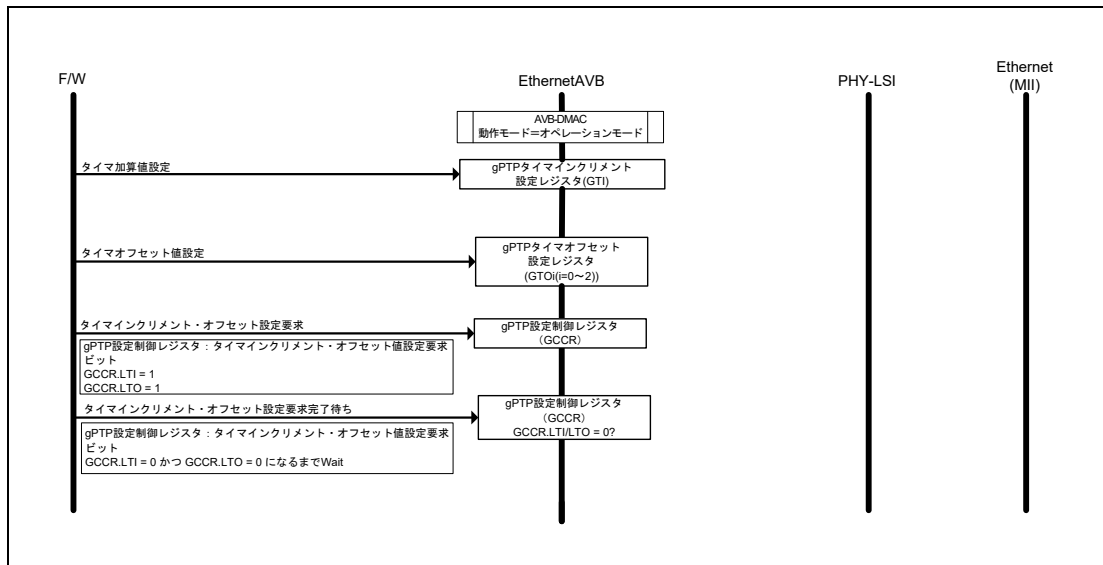 F/W
EthernetAVB
PHY-LSI
Ethernet
(MII)
AVB-DMAC
動作モード＝オペレーションモード
タイマ加算値設定
gPTPタイマインクリメント
設定レジスタ(GTI)
タイマオフセット値設定
gPTPタイマオフセット
設定レジスタ
(GTOi(i=0～2))
タイマインクリメント・オフセット設定要求
gPTP設定制御レジスタ
（GCCR）
gPTP設定制御レジスタ：タイマインクリメント・オフセット値設定要求
ビット
GCCR.LTI = 1
GCCR.LTO = 1
タイマインクリメント・オフセット設定要求完了待ち
gPTP設定制御レジスタ
（GCCR）
GCCR.LTI/LTO = 0?
gPTP設定制御レジスタ：タイマインクリメント・オフセット値設定要求
ビット
GCCR.LTI = 0 かつ GCCR.LTO = 0 になるまでWait